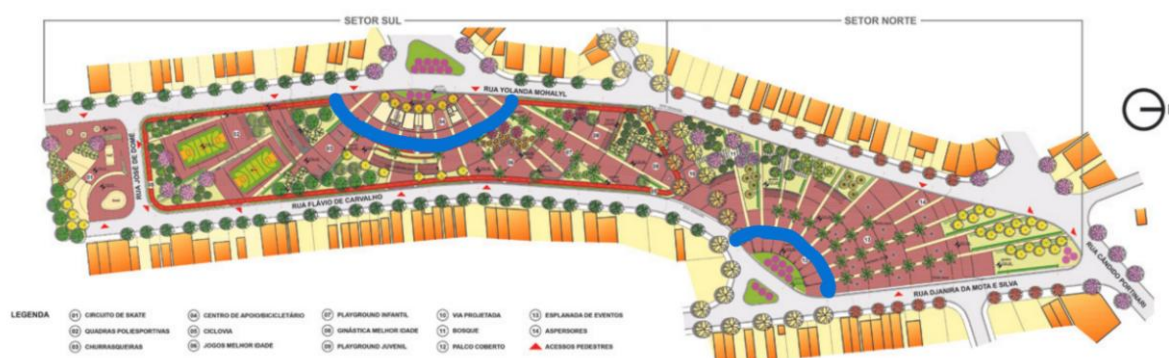 SETOR SUL
SETOR NORTE
RUA YOLANDA MOHALYI
RUA JOSEF DE
RUA FLÁVIO DE CARVALHO
RUA CÂNDIDO PORTINARI
RUA DJANIRA DA MOTA E SILVA
LEGENDA
01 CIRCUITO DE SKATE
02 QUADRAS POLIESPORTIVAS
03 CHURRASQUEIRAS
04 CENTRO DE APOIO/BICICLETÁRIO
05 CICLOVIA
06 JOGOS MELHOR IDADE
07 PLAYGROUND INFANTIL
08 GINÁSTICA MELHOR IDADE
09 PLAYGROUND JUVENIL
10 VIA PROJETADA
11 BOSQUE
12 PALCO COBERTO
13 ESPLANADA DE EVENTOS
14 ASPERSORES
ACESSOS PEDESTRES